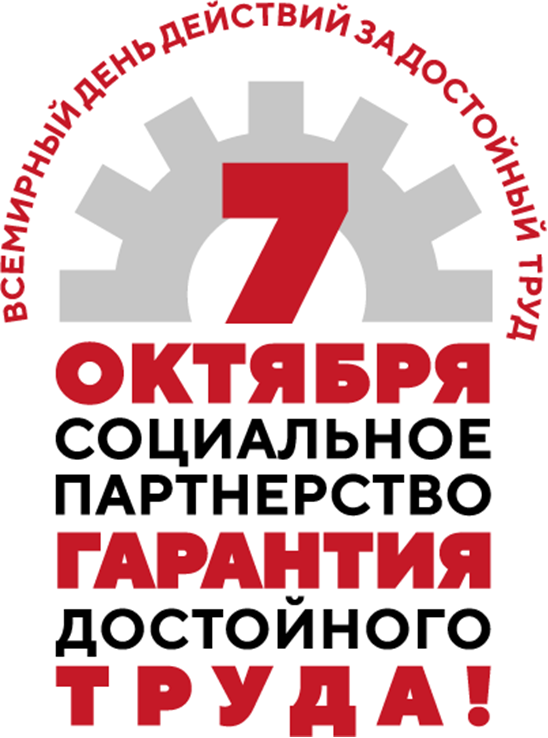 ВСЕМИРНЫЙ ДЕНЬ ДЕЙСТВИЙ ЗА ДОСТОЙНЫЙ ТРУД
7
ОКТЯБРЯ
СОЦИАЛЬНОЕ
ПАРТНЕРСТВО
ГАРАНТИЯ
ДОСТОЙНОГО
ТРУДА!